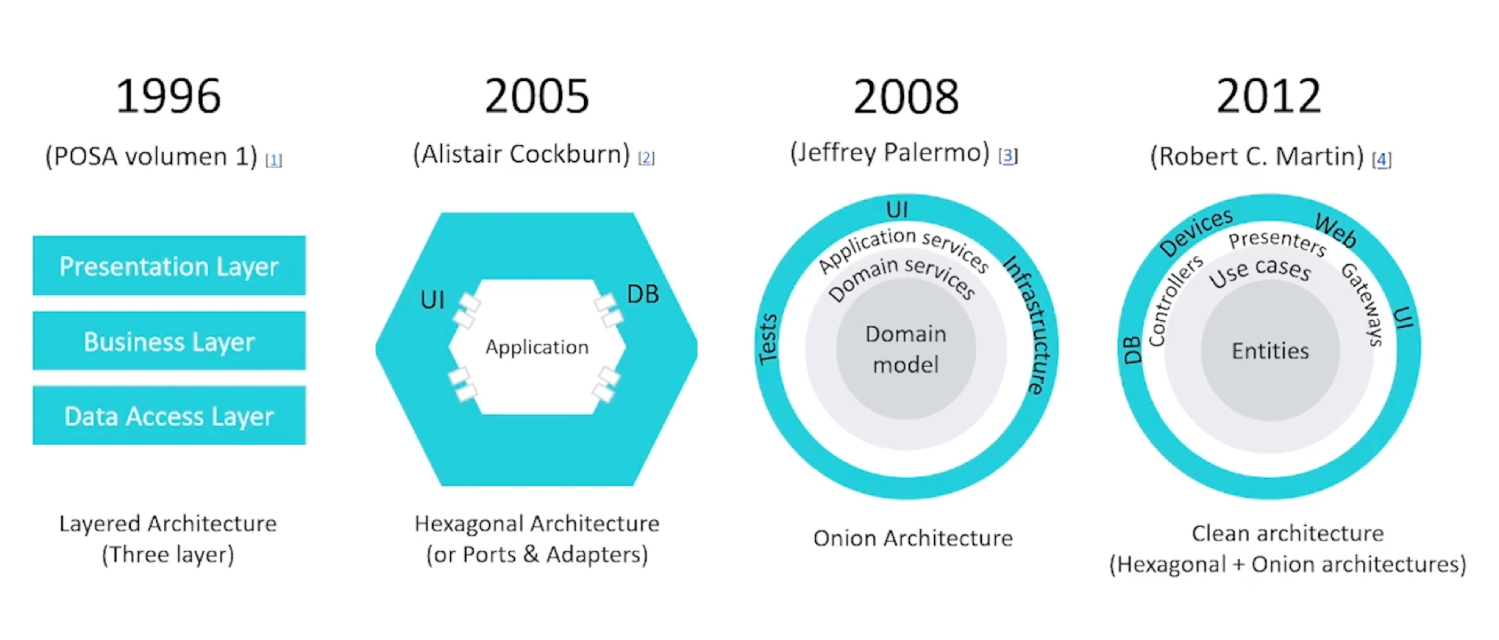 1996
(POSA volumen 1) [1]
Presentation Layer
Business Layer
Data Access Layer
Layered Architecture
(Three layer)
2005
(Alistair Cockburn) [2]
UI
DB
Application
Hexagonal Architecture
(or Ports & Adapters)
2008
(Jeffrey Palermo) [3]
UI
Application services
Domain services
Infrastructure
Tests
Domain
model
Onion Architecture
2012
(Robert C. Martin) [4]
Devices
Web
Presenters
Controllers
Use cases
Gateways
UI
DB
Entities
Clean architecture
(Hexagonal + Onion architectures)